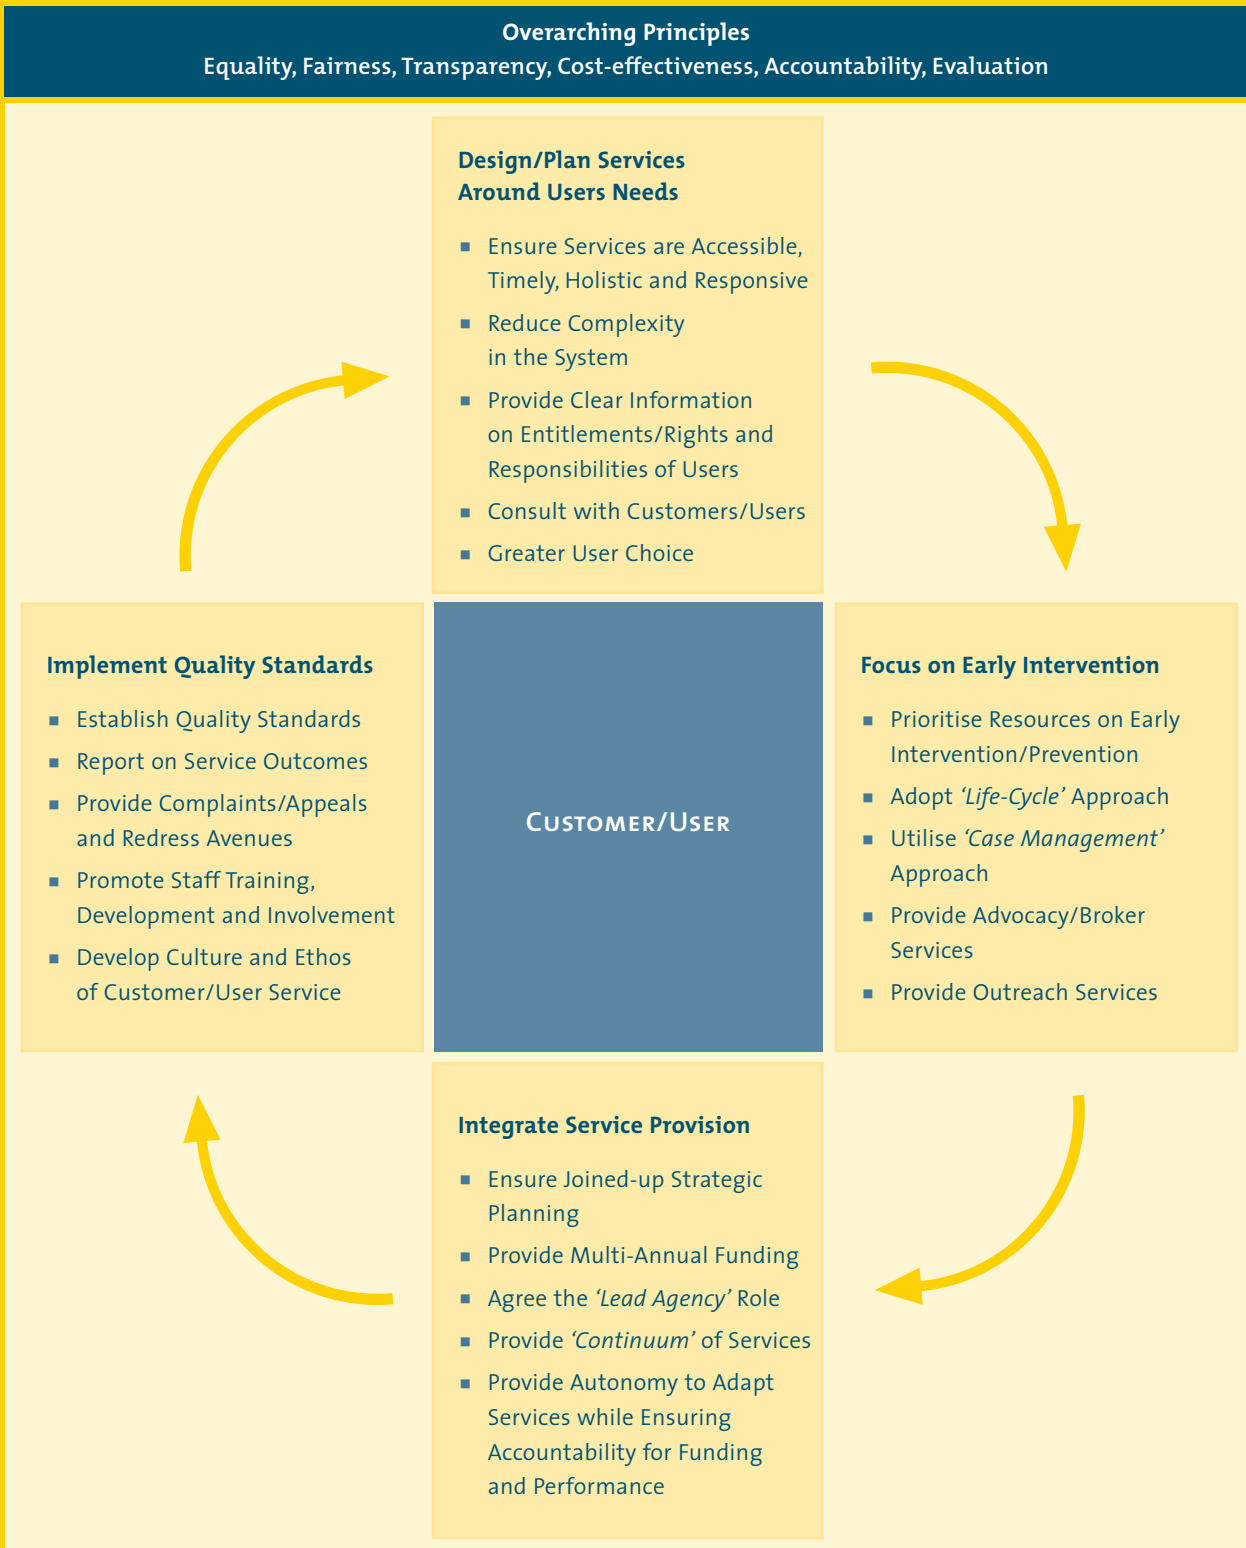 Overarching Principles
Equality, Fairness, Transparency, Cost-effectiveness, Accountability, Evaluation
Design/Plan Services
Around Users Needs
▪ Ensure Services are Accessible,
Timely, Holistic and Responsive
▪ Reduce Complexity
in the System
▪ Provide Clear Information
on Entitlements/Rights and
Responsibilities of Users
▪ Consult with Customers/Users
▪ Greater User Choice
Implement Quality Standards
▪ Establish Quality Standards
▪ Report on Service Outcomes
▪ Provide Complaints/Appeals
and Redress Avenues
▪ Promote Staff Training,
Development and Involvement
▪ Develop Culture and Ethos
of Customer/User Service
Customer/User
Focus on Early Intervention
▪ Prioritise Resources on Early
Intervention/Prevention
▪ Adopt ‘Life-Cycle’ Approach
▪ Utilise ‘Case Management’
Approach
▪ Provide Advocacy/Broker
Services
▪ Provide Outreach Services
Integrate Service Provision
▪ Ensure Joined-up Strategic
Planning
▪ Provide Multi-Annual Funding
▪ Agree the ‘Lead Agency’ Role
▪ Provide ‘Continuum’ of Services
▪ Provide Autonomy to Adapt
Services while Ensuring
Accountability for Funding
and Performance